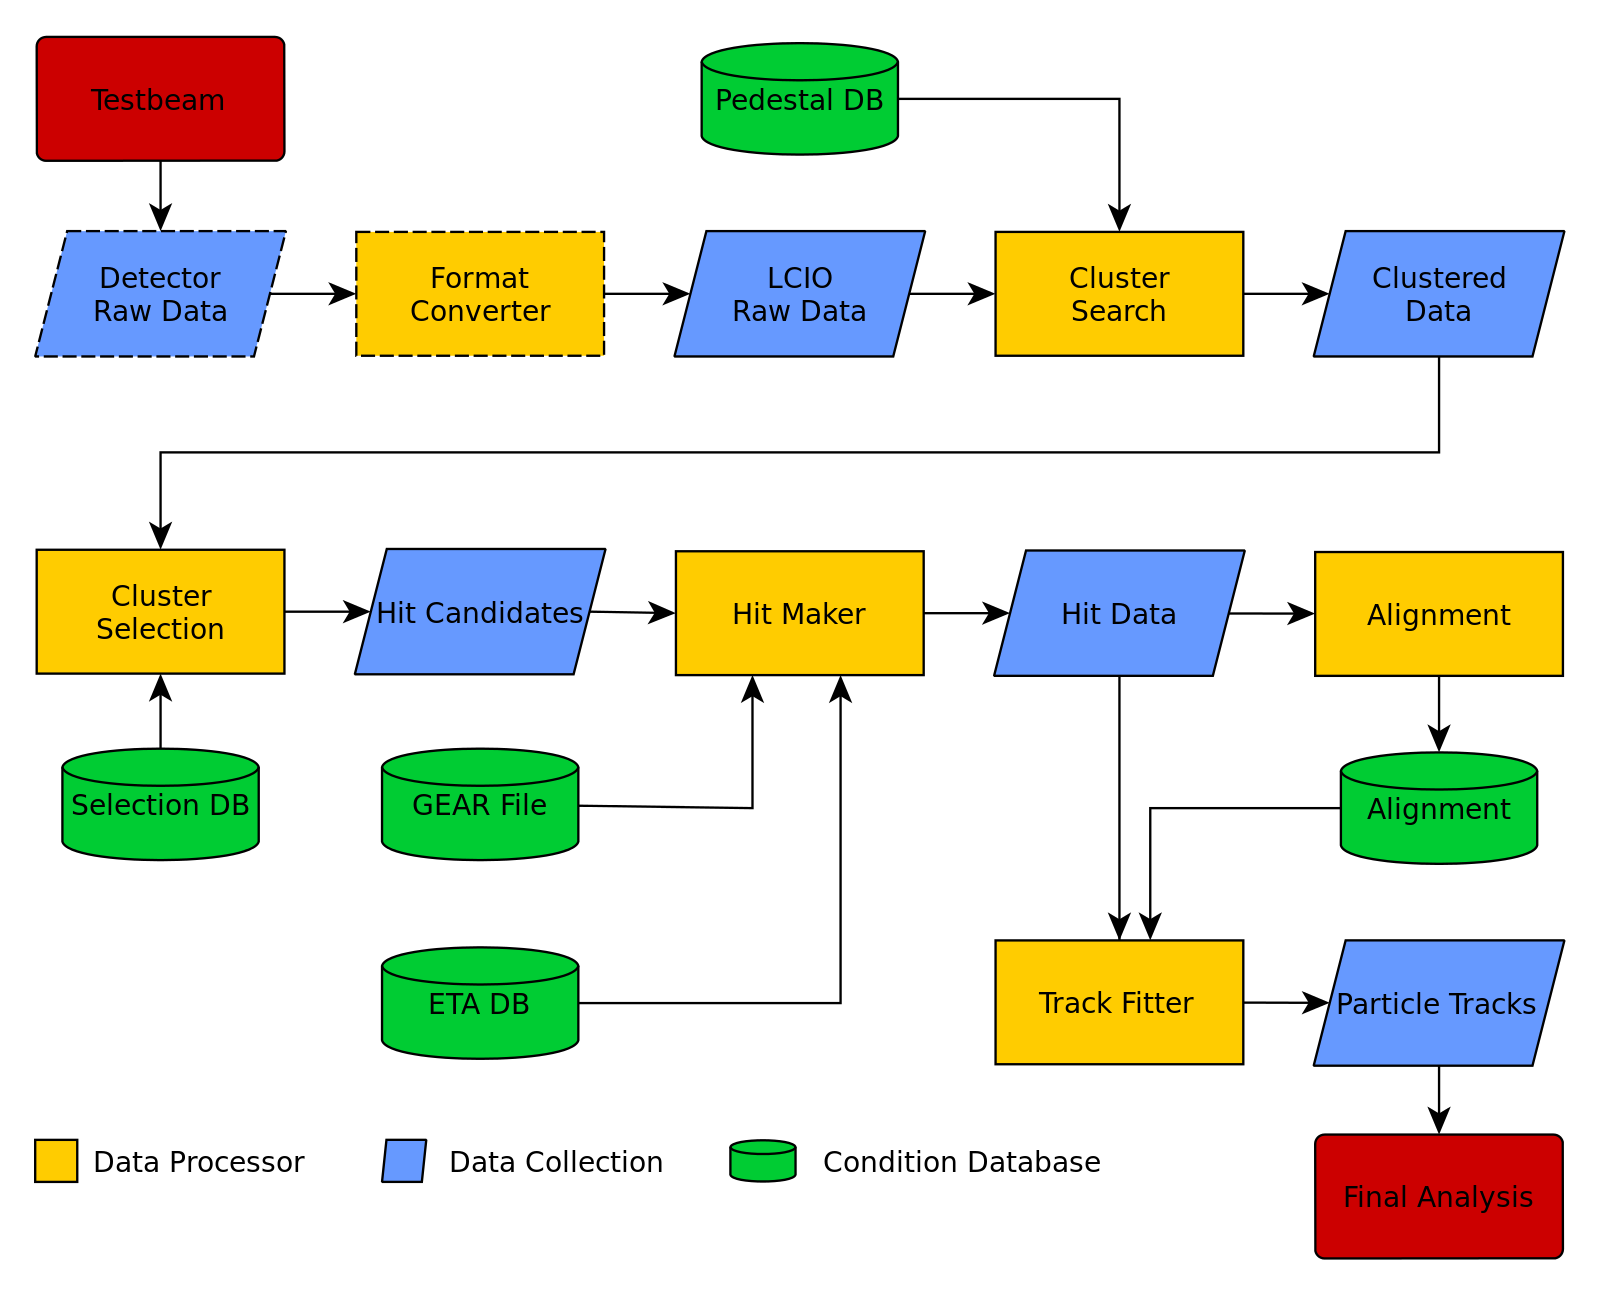 Testbeam
Pedestal DB
Detector
Raw Data
Format
Converter
LCIO
Raw Data
Cluster
Search
Clustered
Data
Cluster
Selection
Hit Candidates
Hit Maker
Hit Data
Alignment
Selection DB
GEAR File
Alignment
ETA DB
Track Fitter
Particle Tracks
Data Processor
Data Collection
Condition Database
Final Analysis